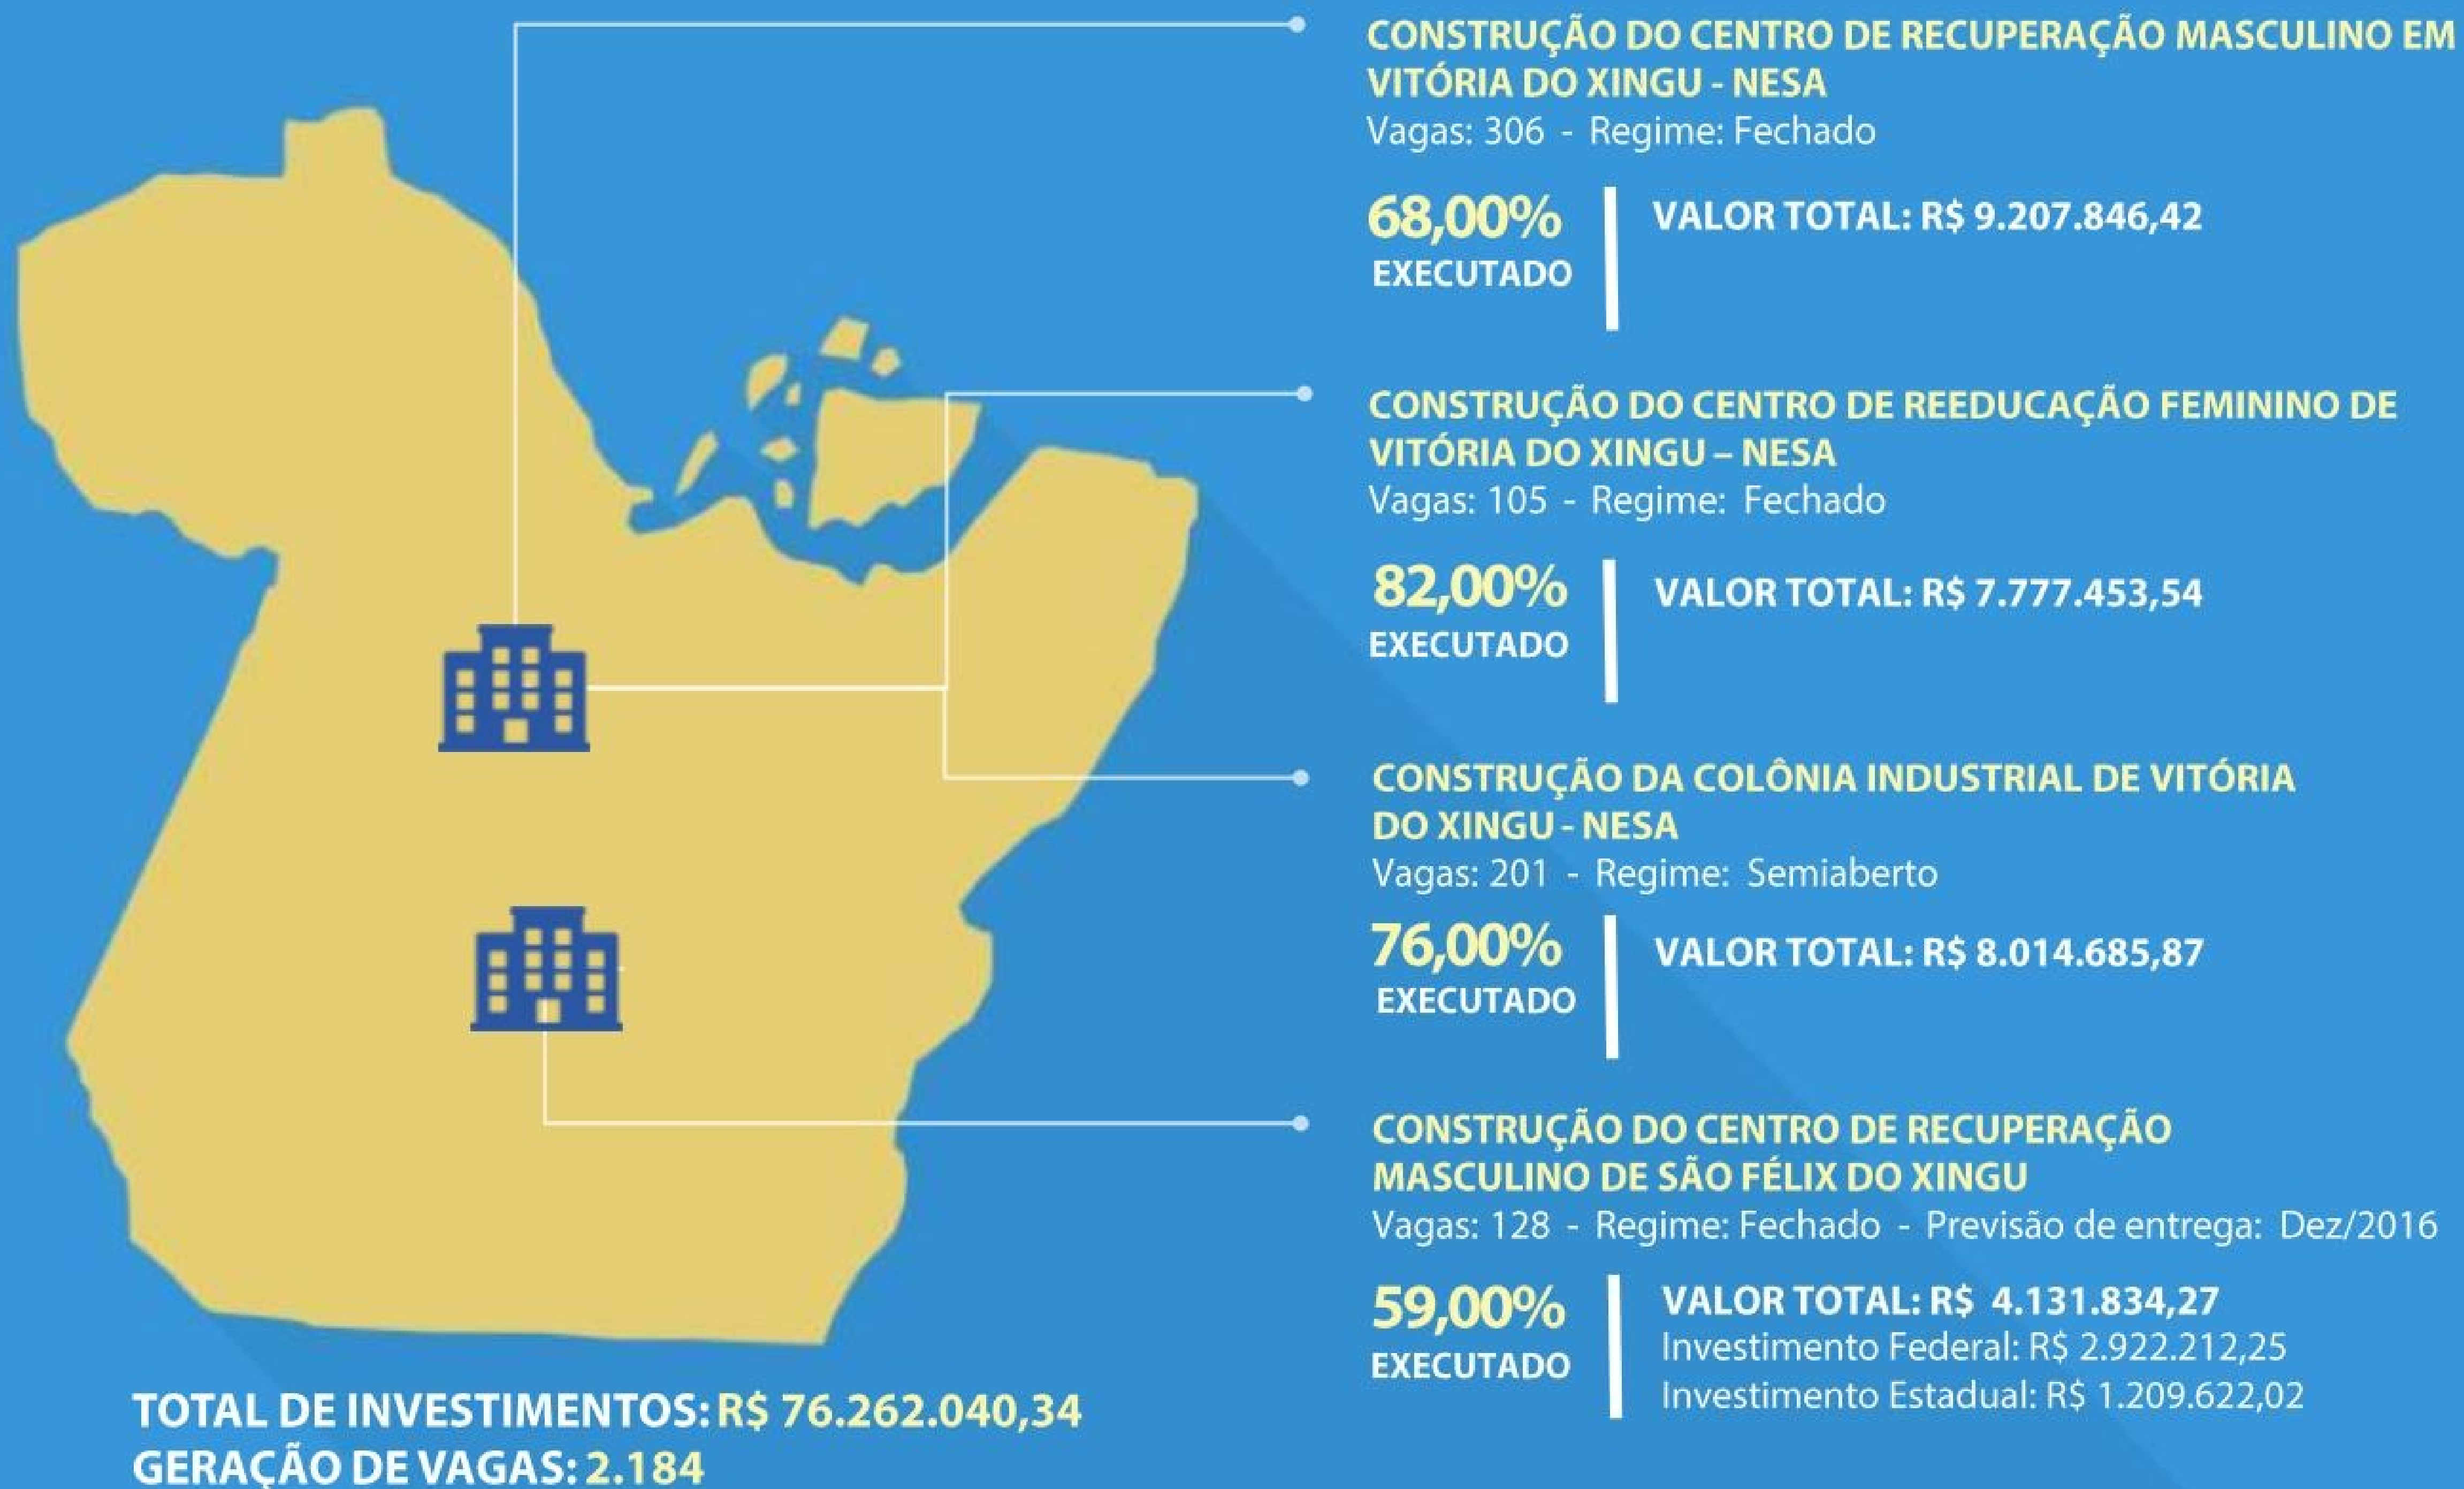 CONSTRUÇÃO DO CENTRO DE RECUPERAÇÃO MASCULINO EM
VITÓRIA DO XINGU - NESA
Vagas: 306 - Regime: Fechado
68,00%
EXECUTADO
VALOR TOTAL: R$ 9.207.846,42
CONSTRUÇÃO DO CENTRO DE REEDUCAÇÃO FEMININO DE
VITÓRIA DO XINGU – NESA
Vagas: 105 - Regime: Fechado
82,00%
EXECUTADO
VALOR TOTAL: R$ 7.777.453,54
CONSTRUÇÃO DA COLÔNIA INDUSTRIAL DE VITÓRIA
DO XINGU - NESA
Vagas: 201 - Regime: Semiaberto
76,00%
EXECUTADO
VALOR TOTAL: R$ 8.014.685,87
CONSTRUÇÃO DO CENTRO DE RECUPERAÇÃO
MASCULINO DE SÃO FÉLIX DO XINGU
Vagas: 128 - Regime: Fechado - Previsão de entrega: Dez/2016
59,00%
EXECUTADO
VALOR TOTAL: R$ 4.131.834,27
Investimento Federal: R$ 2.922.212,25
Investimento Estadual: R$ 1.209.622,02
TOTAL DE INVESTIMENTOS: R$ 76.262.040,34
GERAÇÃO DE VAGAS: 2.184